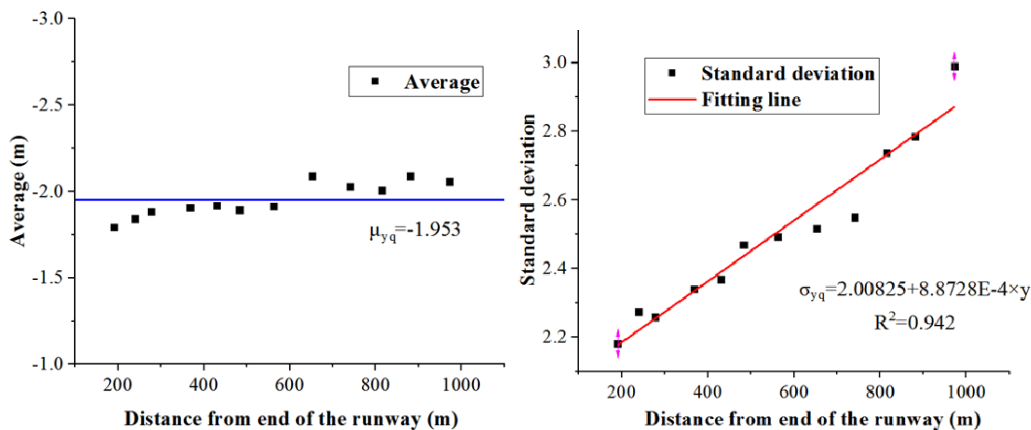 -3.0
-2.5
-2.0
-1.5
-1.0
Average (m)
Average
μyq=-1.953
200 400 600 800 1000
Distance from end of the runway (m)
3.0
2.8
2.6
2.4
2.2
Standard deviation
Standard deviation
Fitting line
σyq=2.00825+8.8728E-4×y
R²=0.942
200 400 600 800 1000
Distance from end of the runway (m)